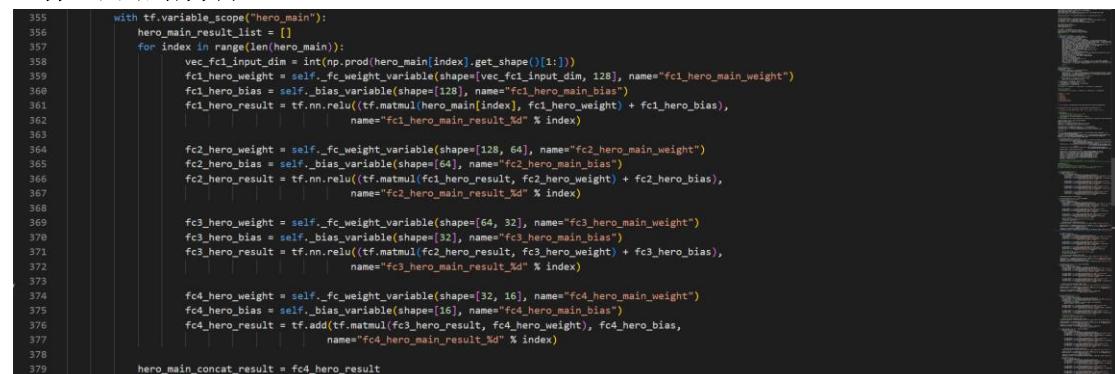 355 with tf.variable_scope("hero_main"):
356 hero_main_result_list = []
357 for index in range(len(hero_main)):
358 vec_fc1_input_dim = int(np.prod(hero_main[index].get_shape()[1:]))
359 fc1_hero_weight = self._fc_weight_variable(shape=[vec_fc1_input_dim, 128], name="fc1_hero_main_weight")
360 fc1_hero_bias = self._bias_variable(shape=[128], name="fc1_hero_main_bias")
361 fc1_hero_result = tf.nn.relu((tf.matmul(hero_main[index], fc1_hero_weight) + fc1_hero_bias),
362 name="fc1_hero_main_result_%d" % index)
363
364 fc2_hero_weight = self._fc_weight_variable(shape=[128, 64], name="fc2_hero_main_weight")
365 fc2_hero_bias = self._bias_variable(shape=[64], name="fc2_hero_main_bias")
366 fc2_hero_result = tf.nn.relu((tf.matmul(fc1_hero_result, fc2_hero_weight) + fc2_hero_bias),
367 name="fc2_hero_main_result_%d" % index)
368
369 fc3_hero_weight = self._fc_weight_variable(shape=[64, 32], name="fc3_hero_main_weight")
370 fc3_hero_bias = self._bias_variable(shape=[32], name="fc3_hero_main_bias")
371 fc3_hero_result = tf.nn.relu((tf.matmul(fc2_hero_result, fc3_hero_weight) + fc3_hero_bias),
372 name="fc3_hero_main_result_%d" % index)
373
374 fc4_hero_weight = self._fc_weight_variable(shape=[32, 16], name="fc4_hero_main_weight")
375 fc4_hero_bias = self._bias_variable(shape=[16], name="fc4_hero_main_bias")
376 fc4_hero_result = tf.add(tf.matmul(fc3_hero_result, fc4_hero_weight), fc4_hero_bias,
377 name="fc4_hero_main_result_%d" % index)
378
379 hero_main_concat_result = fc4_hero_result